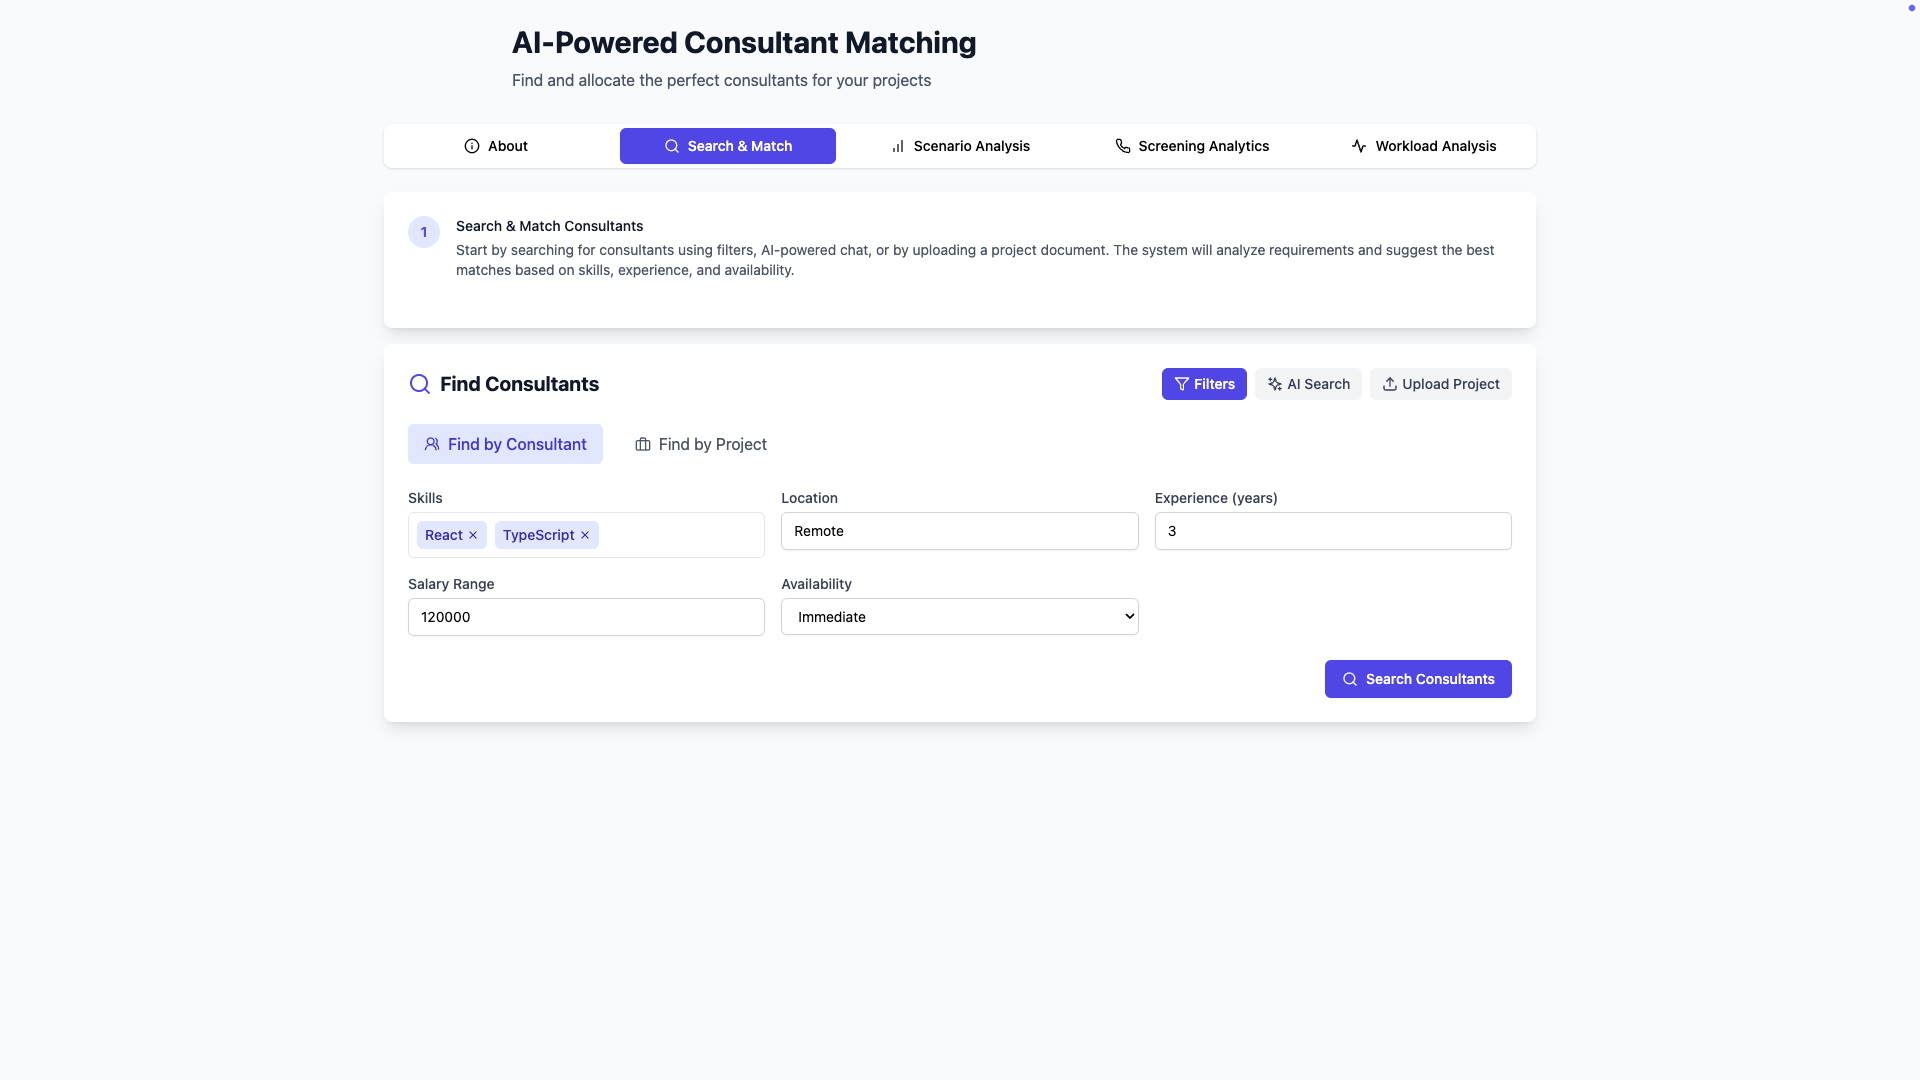 AI-Powered Consultant Matching
Find and allocate the perfect consultants for your projects
About
Search & Match
Scenario Analysis
Screening Analytics
Workload Analysis
1
Search & Match Consultants
Start by searching for consultants using filters, AI-powered chat, or by uploading a project document. The system will analyze requirements and suggest the best
matches based on skills, experience, and availability.
Find Consultants
Filters
AI Search
Upload Project
Find by Consultant
Find by Project
Skills
React
TypeScript
Location
Remote
Experience (years)
3
Salary Range
120000
Availability
Immediate
Search Consultants